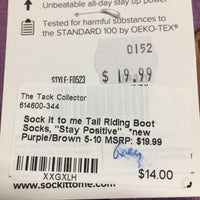 Unbeatable all-day stay up power
Tested for harmful substances to
the STANDARD 100 by OEKO-TEX®
0152
STYLE: F0523
$ 19.99
The Tack Collector
614600-344
Sock it to me Tall Riding Boot
Socks, "Stay Positive" *new
Purple/Brown 5-10 MSRP: $19.99
XXGXLH
$14.00
www.sockittome.com